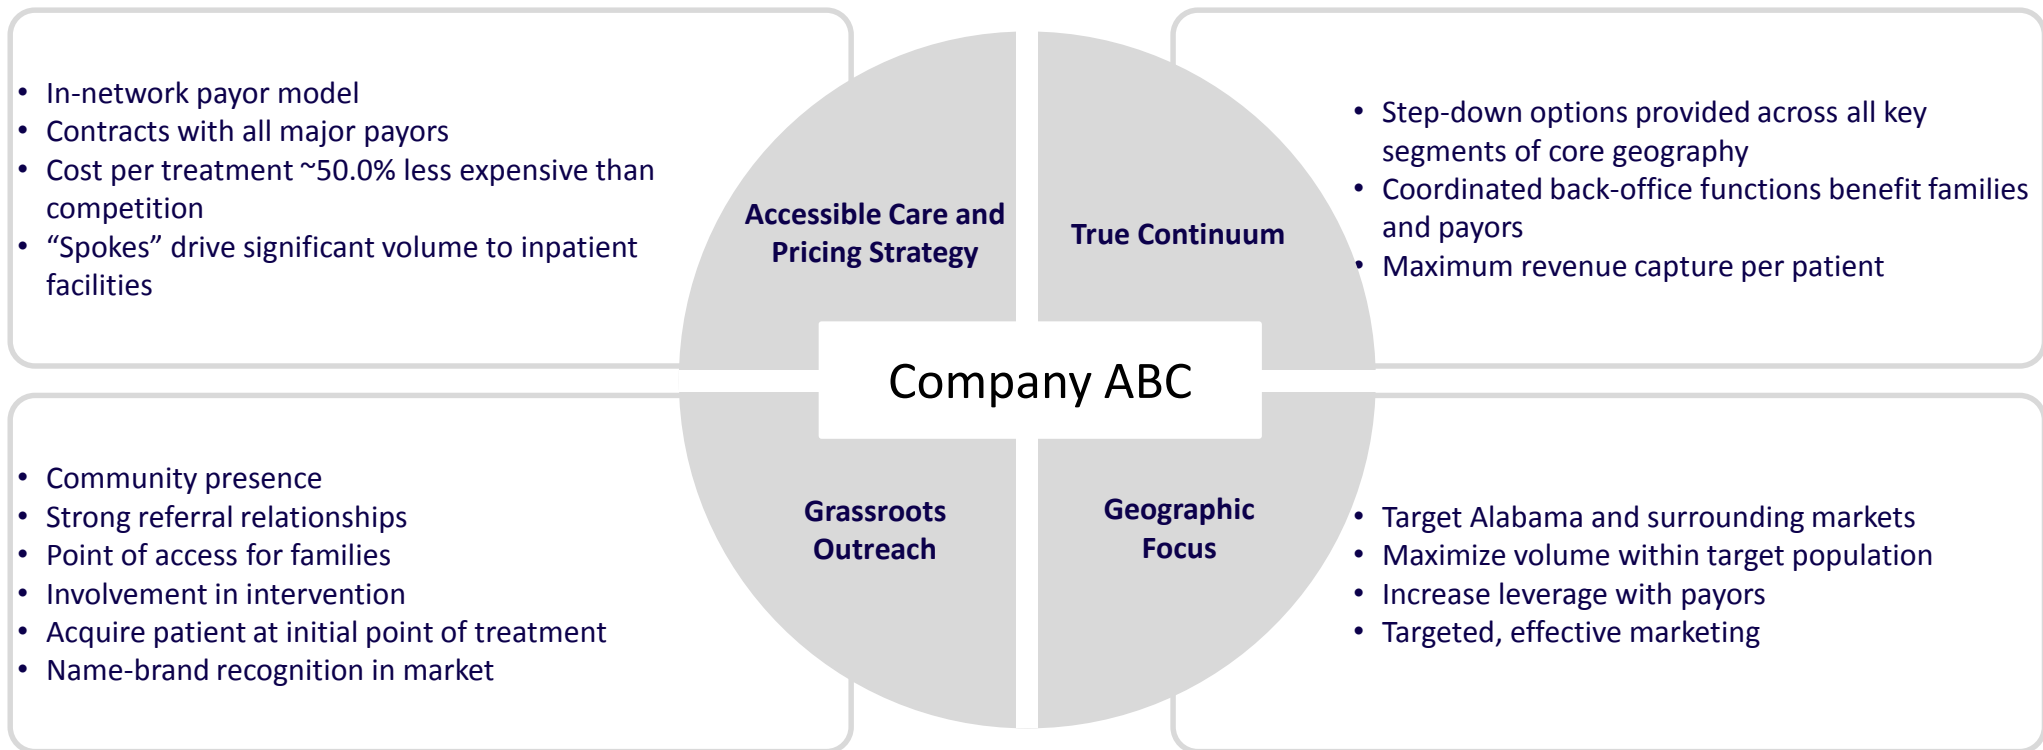 • In-network payor model
• Contracts with all major payors
• Cost per treatment ~50.0% less expensive than
competition
• “Spokes” drive significant volume to inpatient
facilities
Accessible Care and
Pricing Strategy
True Continuum
• Step-down options provided across all key
segments of core geography
• Coordinated back-office functions benefit families
and payors
• Maximum revenue capture per patient
Company ABC
• Community presence
• Strong referral relationships
• Point of access for families
• Involvement in intervention
• Acquire patient at initial point of treatment
• Name-brand recognition in market
Grassroots
Outreach
Geographic
Focus
• Target Alabama and surrounding markets
• Maximize volume within target population
• Increase leverage with payors
• Targeted, effective marketing